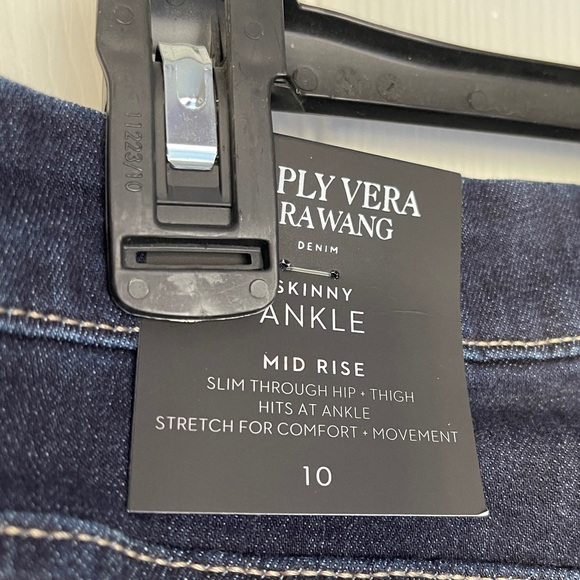 11223/10
PLY VERA
RAWANG
DENIM
SKINNY
ANKLE
MID RISE
SLIM THROUGH HIP + THIGH
HITS AT ANKLE
STRETCH FOR COMFORT + MOVEMENT
10